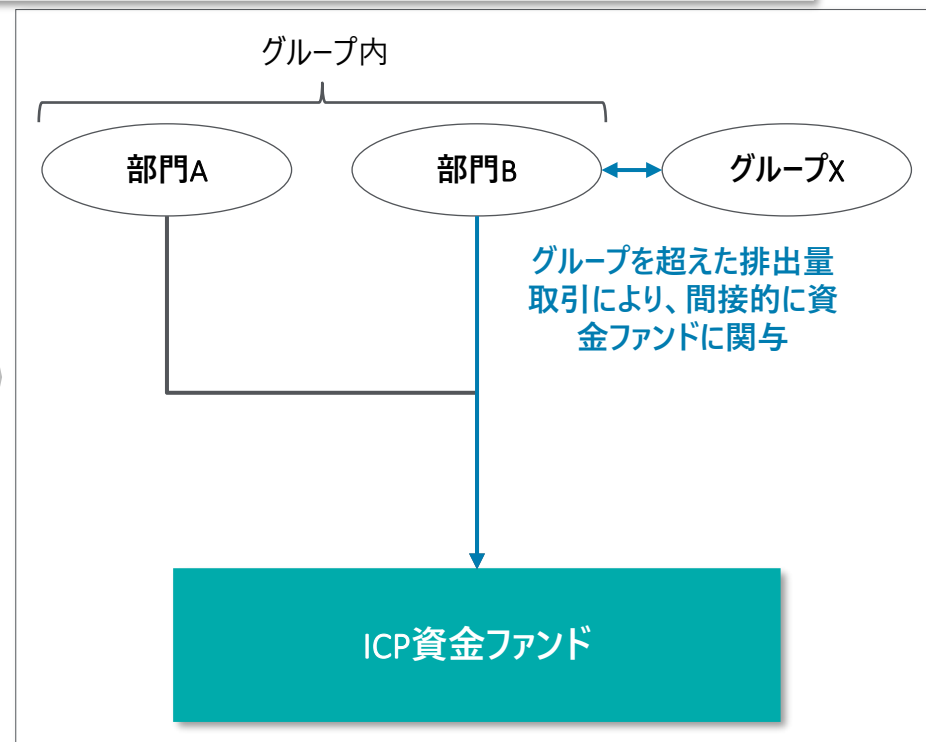 グループ内
部門A
部門B
グループX
グループを超えた排出量
取引により、間接的に資
金ファンドに関与
ICP資金ファンド